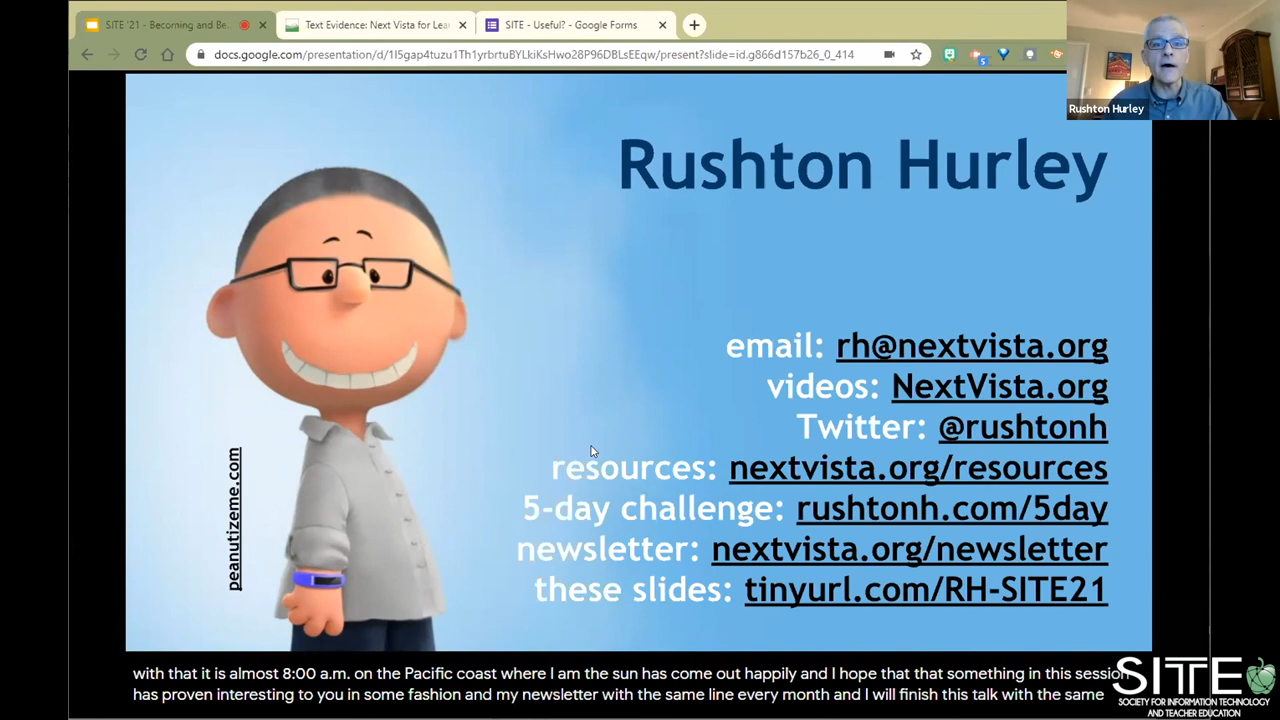 SITE '21 - Becoming and Be.
Text Evidence: Next Vista for Lea
SITE - Useful? - Google Forms
docs.google.com/presentation/d/1I5gap4tuzu1Th1yrbrtuBYLkiKsHwo28P96DBLsEEqw/present?slide=id.g866d157b26_0_414
5
Rushton Hurley
Rushton Hurley
email: rh@nextvista.org
videos: NextVista.org
Twitter: @rushtonh
resources: nextvista.org/resources
5-day challenge: rushtonh.com/5day
newsletter: nextvista.org/newsletter
these slides: tinyurl.com/RH-SITE21
peanutizeme.com
with that it is almost 8:00 a.m. on the Pacific coast where I am the sun has come out happily and I hope that that something in this session
has proven interesting to you in some fashion and my newsletter with the same line every month and I will finish this talk with the same
SITE
SOCIETY FOR INFORMATION TECHNOLOGY
AND TEACHER EDUCATION